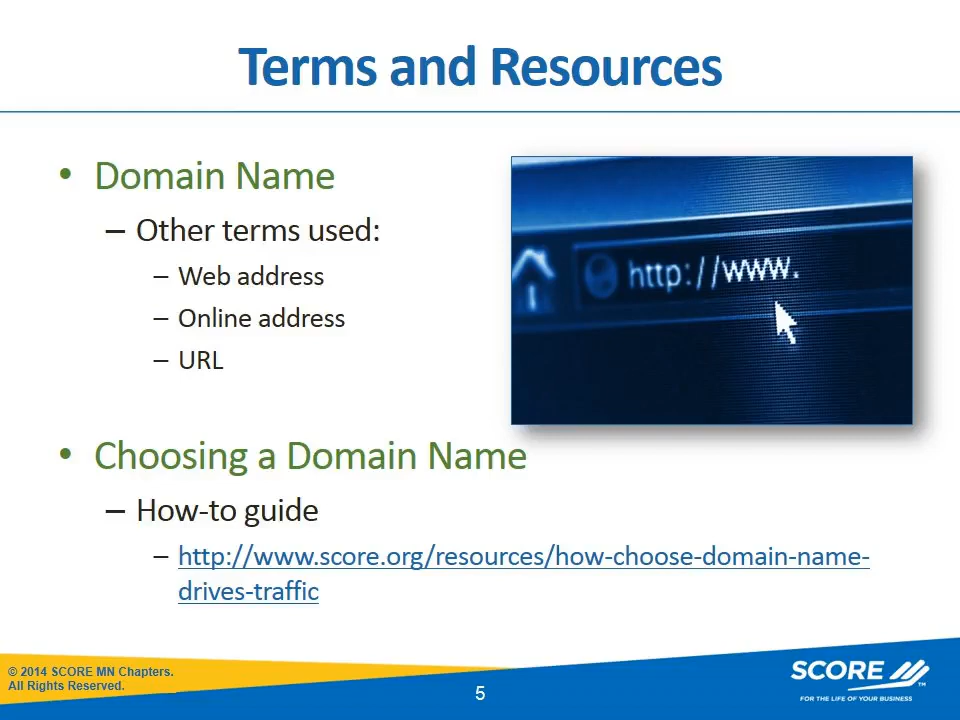 Terms and Resources
• Domain Name
– Other terms used:
– Web address
– Online address
– URL
http://www.
• Choosing a Domain Name
– How-to guide
– http://www.score.org/resources/how-choose-domain-name-
drives-traffic
© 2014 SCORE MN Chapters.
All Rights Reserved.
5
SCORE
TM
FOR THE LIFE OF YOUR BUSINESS